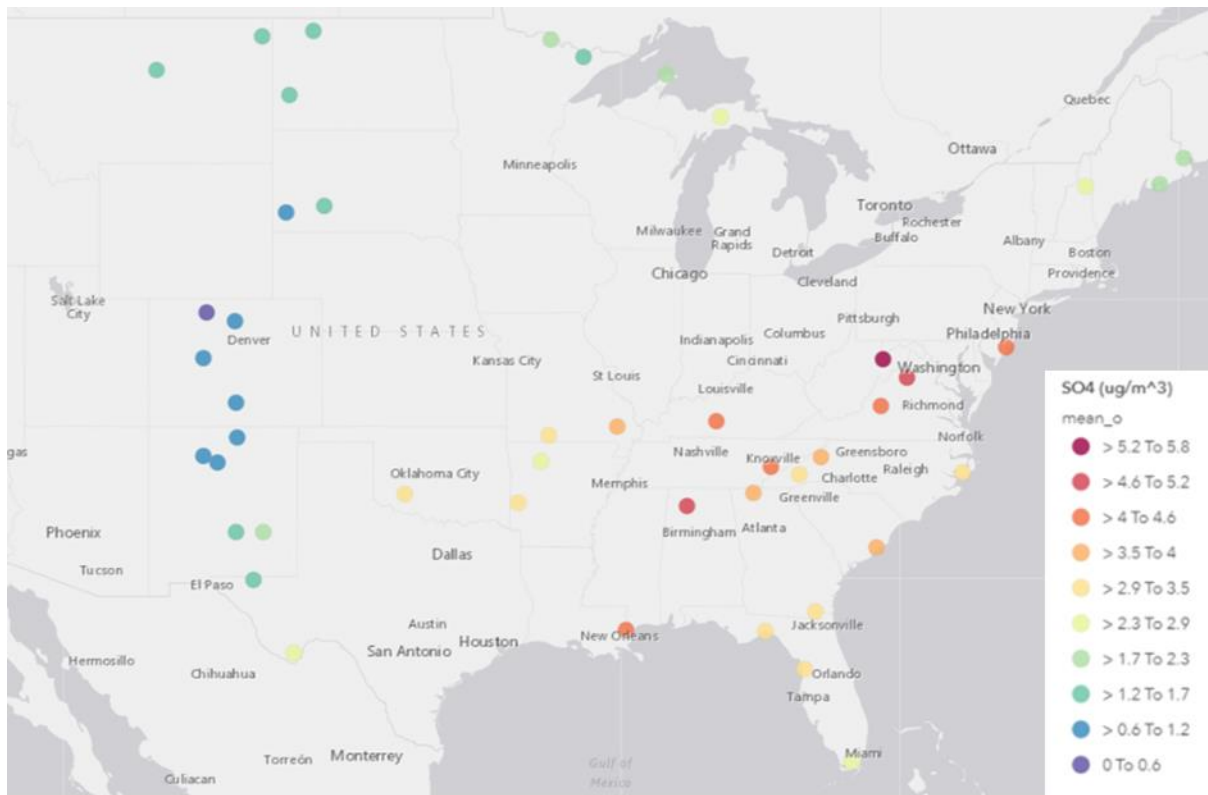 Quebec
Ottawa
Minneapolis
Toronto
Rochester
Buffalo
Milwaukee
Grand
Rapids
Detroit
Albany
Boston
Providence
Chicago
Cleveland
Salt Lake
City
New York
Pittsburgh
Philadelphia
Columbus
Indianapolis
Denver
UNITED STATES
Kansas City
Cincinnati
St Louis
Washington
Louisville
Richmond
Norfolk
gas
Nashville
Knoxville
Greensboro
Raleigh
Charlotte
Oklahoma City
Memphis
Greenville
Phoenix
Birmingham
Atlanta
Dallas
Tucson
El Paso
Austin
Houston
New Orleans
Jacksonville
San Antonio
Hermosillo
Chihuahua
Orlando
Tampa
Miami
Monterrey
Torreón
Culiacan
Gulf of
Mexico
SO4 (ug/m^3)
mean_o
> 5.2 To 5.8
> 4.6 To 5.2
> 4 To 4.6
> 3.5 To 4
> 2.9 To 3.5
> 2.3 To 2.9
> 1.7 To 2.3
> 1.2 To 1.7
> 0.6 To 1.2
0 To 0.6